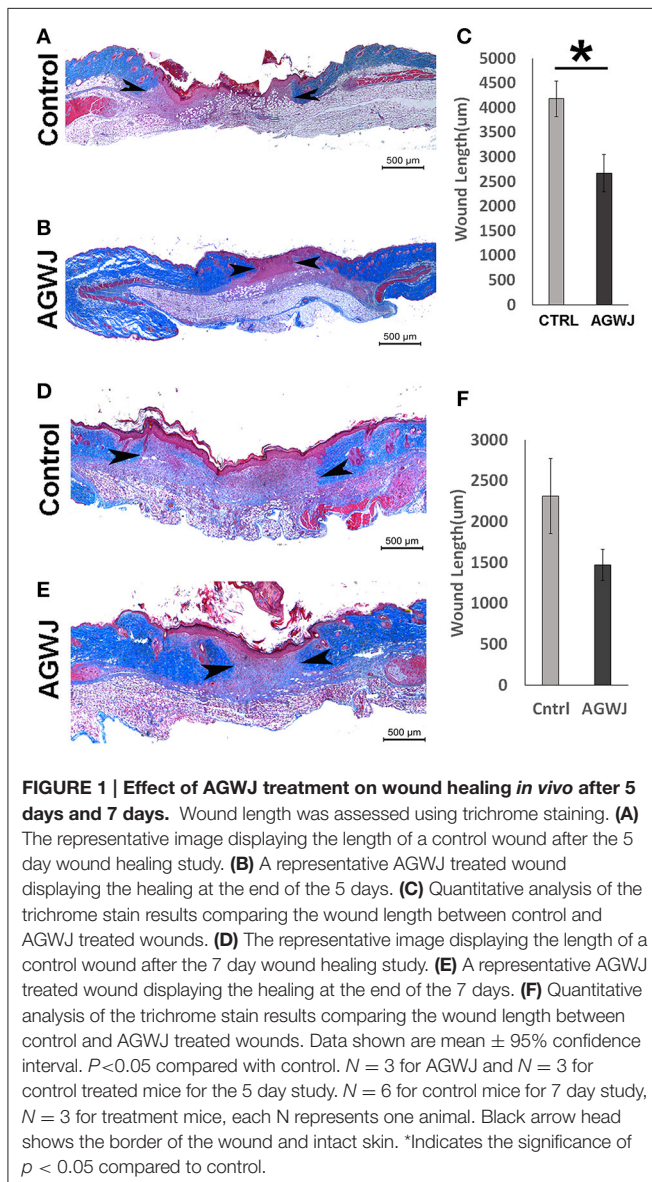 A
Control
500 µm
B
AGWJ
500 µm
C
*
Wound Length(um)
5000
4500
4000
3500
3000
2500
2000
1500
1000
500
0
CTRL AGWJ
D
Control
500 µm
E
AGWJ
500 µm
F
Wound Length(um)
3000
2500
2000
1500
1000
500
0
Cntrl AGWJ
FIGURE 1 | Effect of AGWJ treatment on wound healing in vivo after 5
days and 7 days. Wound length was assessed using trichrome staining. (A)
The representative image displaying the length of a control wound after the 5
day wound healing study. (B) A representative AGWJ treated wound
displaying the healing at the end of the 5 days. (C) Quantitative analysis of the
trichrome stain results comparing the wound length between control and
AGWJ treated wounds. (D) The representative image displaying the length of a
control wound after the 7 day wound healing study. (E) A representative AGWJ
treated wound displaying the healing at the end of the 7 days. (F) Quantitative
analysis of the trichrome stain results comparing the wound length between
control and AGWJ treated wounds. Data shown are mean ± 95% confidence
interval. P<0.05 compared with control. N = 3 for AGWJ and N = 3 for
control treated mice for the 5 day study. N = 6 for control mice for 7 day study,
N = 3 for treatment mice, each N represents one animal. Black arrow head
shows the border of the wound and intact skin. *Indicates the significance of
p < 0.05 compared to control.